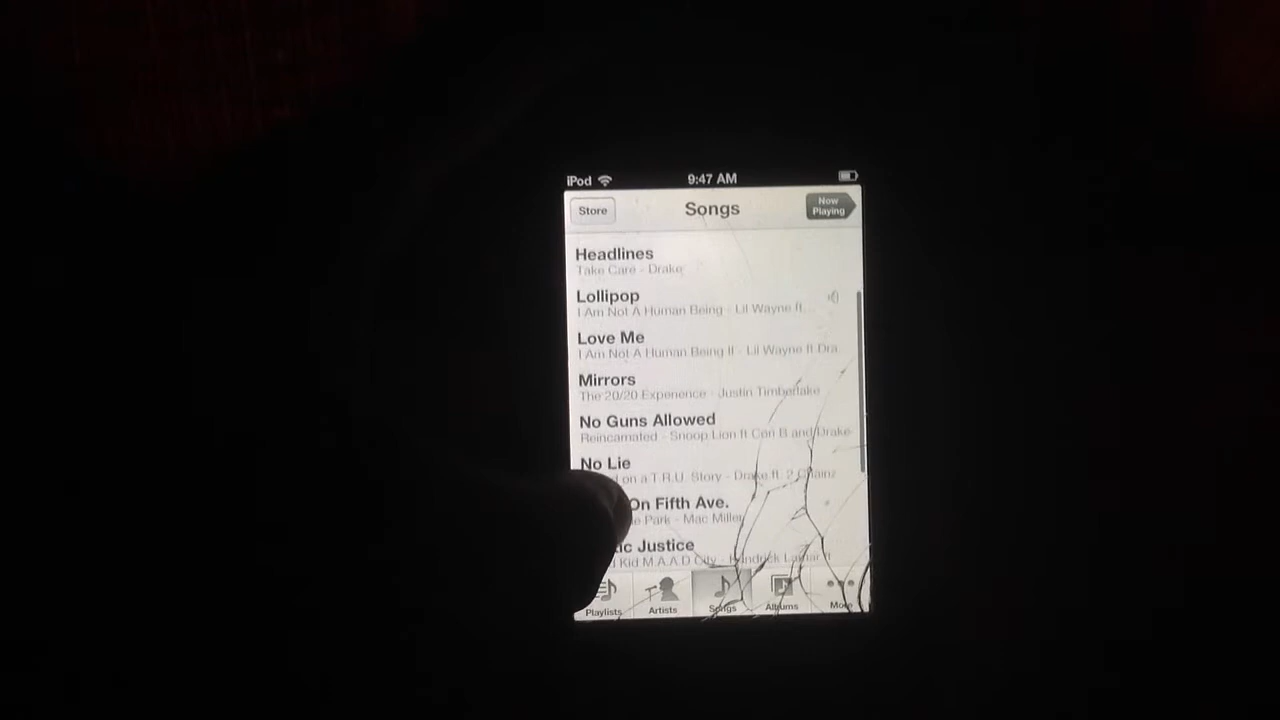 iPod 9:47 AM
Store Songs Now Playing
Headlines
Take Care - Drake
Lollipop
I Am Not A Human Being - Lil Wayne ft...
Love Me
I Am Not A Human Being II - Lil Wayne ft Dra
Mirrors
The 20/20 Experience - Justin Timberlake
No Guns Allowed
Reincarnated - Snoop Lion ft Cori B and Drake
No Lie
on a T.R.U. Story - Drake ft. 2 Chainz
On Fifth Ave.
Park - Mac Miller
Justice
Kid M.A.A.D City - Kendrick Lamar ft
Playlists Artists Songs Albums More